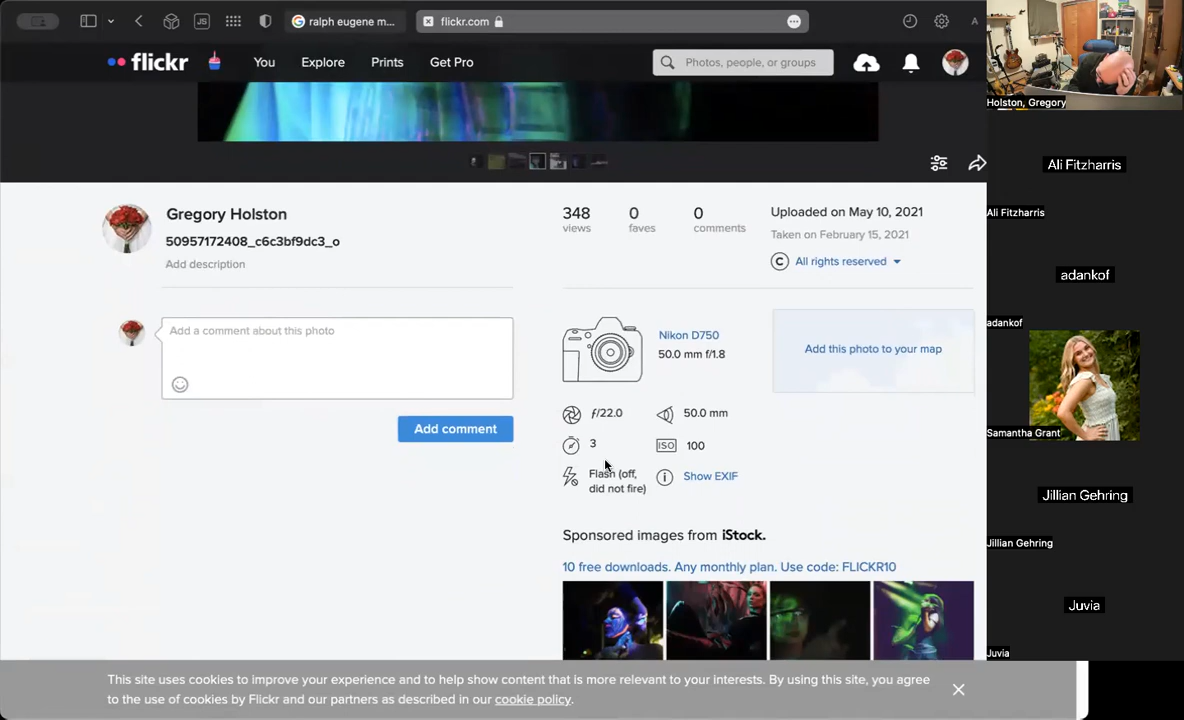 ralph eugene m...
flickr.com
A
flickr
You
Explore
Prints
Get Pro
Photos, people, or groups
Gregory Holston
50957172408_c6c3bf9dc3_o
Add description
348
views
0
faves
0
comments
Uploaded on May 10, 2021
Taken on February 15, 2021
© All rights reserved
Add a comment about this photo
Add comment
Nikon D750
50.0 mm f/1.8
Add this photo to your map
ƒ/22.0
50.0 mm
3
ISO
100
Flash (off,
did not fire)
Show EXIF
Sponsored images from iStock.
10 free downloads. Any monthly plan. Use code: FLICKR10
This site uses cookies to improve your experience and to help show content that is more relevant to your interests. By using this site, you agree
to the use of cookies by Flickr and our partners as described in our cookie policy.
Holston, Gregory
Ali Fitzharris
Ali Fitzharris
adankof
adankof
Samantha Grant
Jillian Gehring
Jillian Gehring
Juvia
Juvia